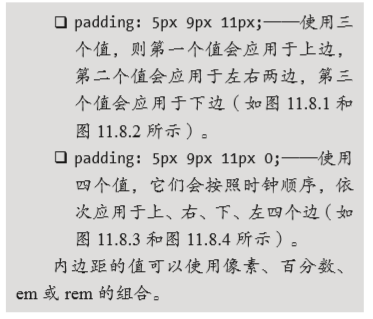 ❑ padding: 5px 9px 11px;——使用三
个值，则第一个值会应用于上边，
第二个值会应用于左右两边，第三
个值会应用于下边（如图 11.8.1 和
图 11.8.2 所示）。
❑ padding: 5px 9px 11px 0;——使用
四个值，它们会按照时钟顺序，依
次应用于上、右、下、左四个边（如
图 11.8.3 和图 11.8.4 所示）。
内边距的值可以使用像素、百分数、
em 或 rem 的组合。